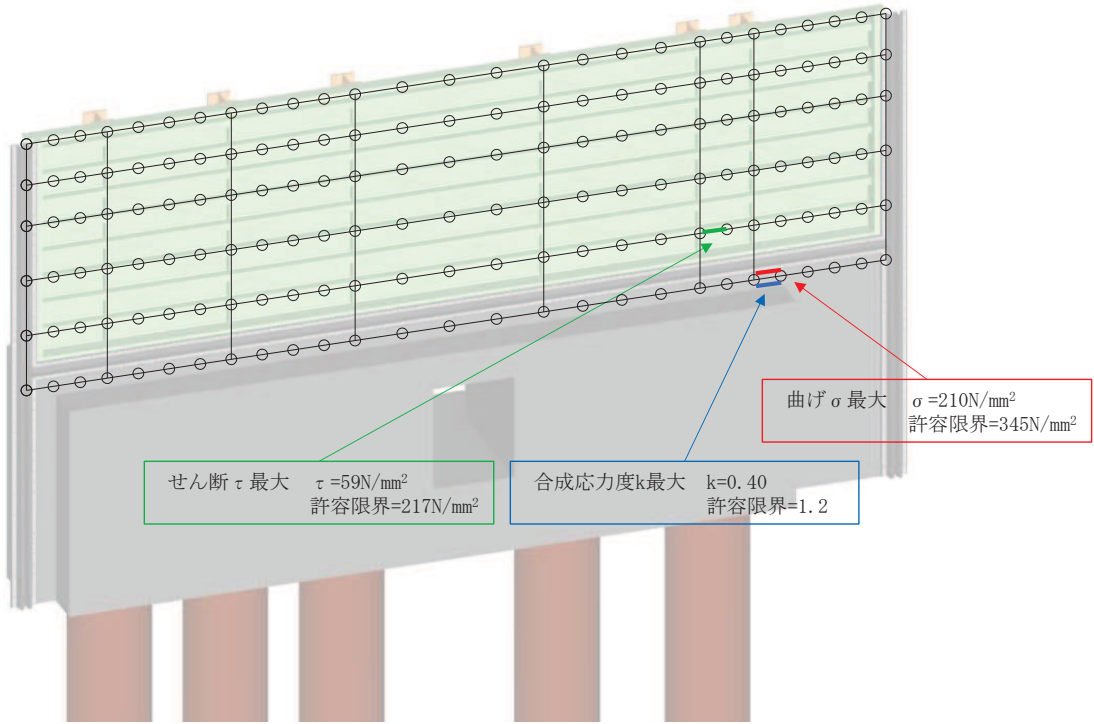 曲げσ最大 σ=210N/mm²
許容限界=345N/mm²
せん断τ最大 τ=59N/mm²
許容限界=217N/mm²
合成応力度k最大 k=0.40
許容限界=1.2